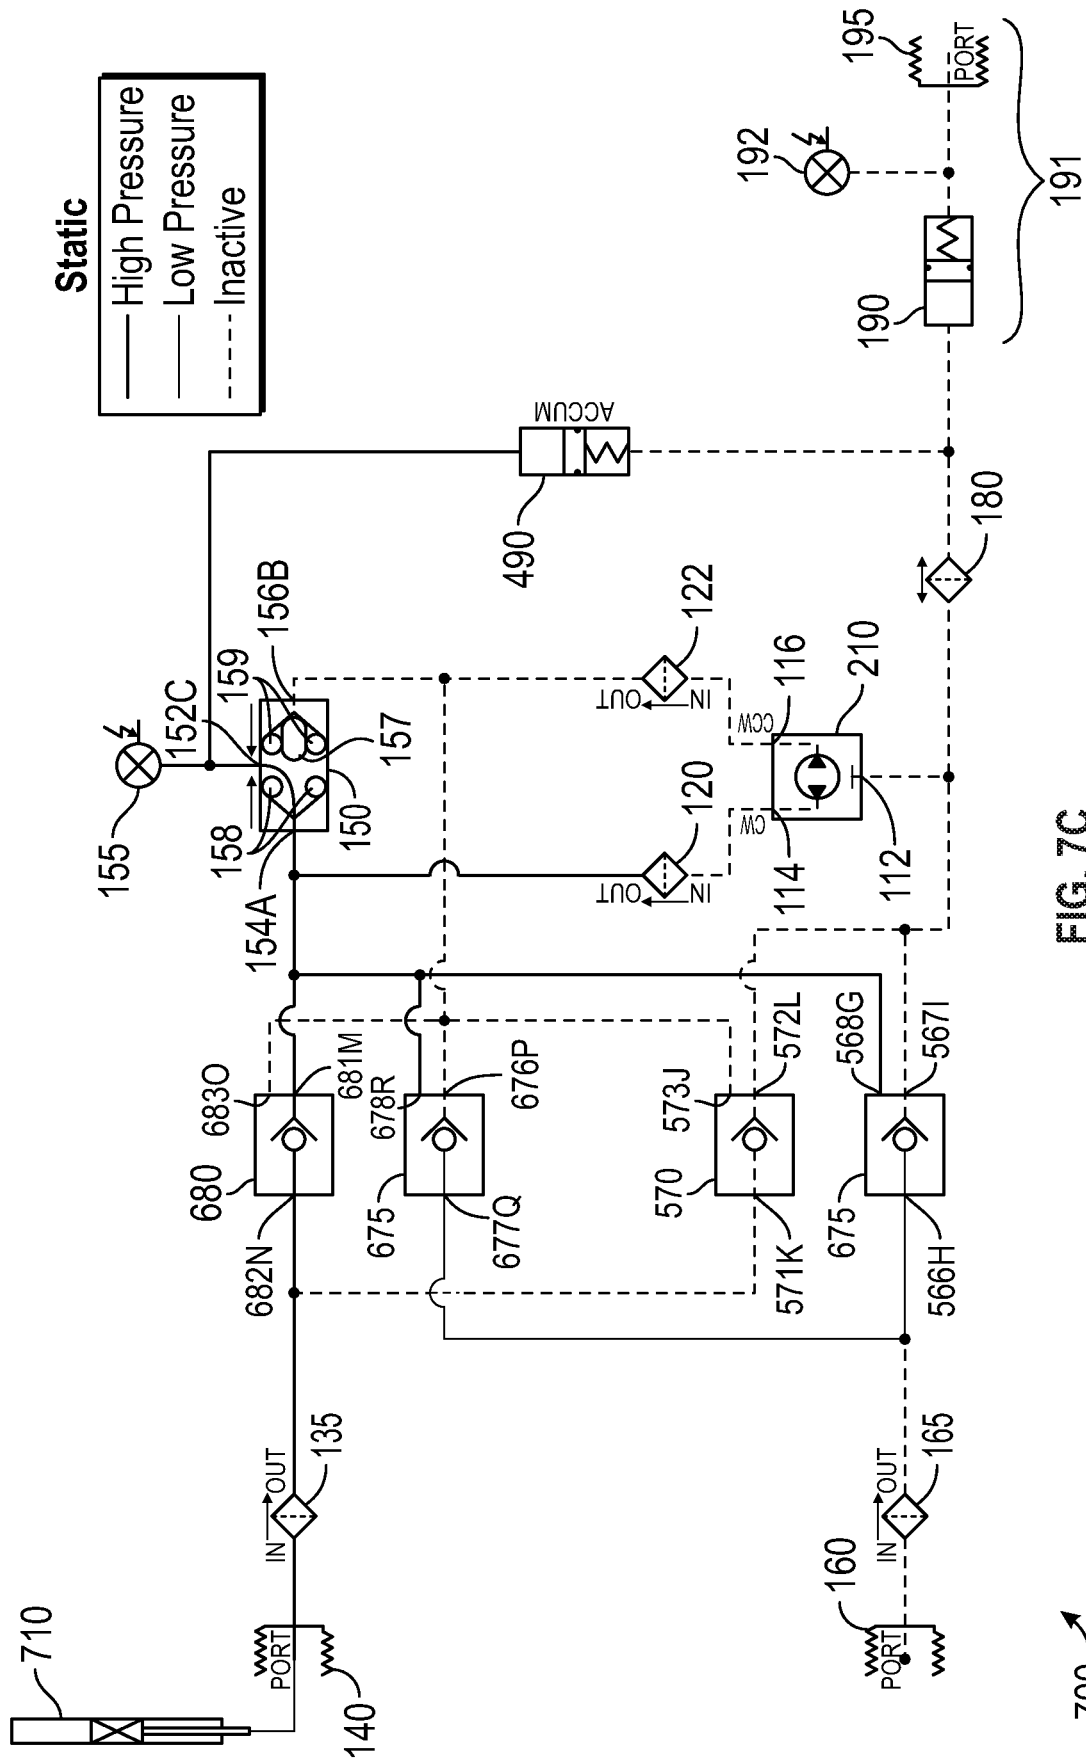 Static
High Pressure
Low Pressure
Inactive
195
PORT
192
191
190
ACCUM
490
180
155
152C
159
156B
158
157
150
154A
122
OUT
IN
120
OUT
IN
CCW
116
CW
114
210
112
683O
681M
680
682N
678R
676P
675
677Q
573J
572L
570
571K
568G
567I
675
566H
IN
OUT
135
IN
OUT
165
710
PORT
140
160
PORT
FIG. 7C